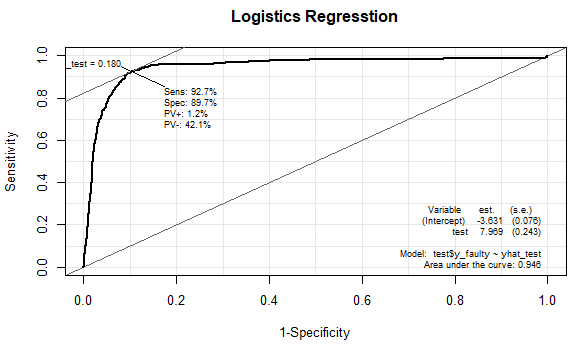 Logistics Regresstion
test = 0.180
Sens: 92.7%
Spec: 89.7%
PV+: 1.2%
PV-: 42.1%
Variable est. (s.e.)
(Intercept) -3.631 (0.076)
test 7.969 (0.243)
Model: test$y_faulty ~ yhat_test
Area under the curve: 0.946
Sensitivity
1.0
0.8
0.6
0.4
0.2
0.0
0.0 0.2 0.4 0.6 0.8 1.0
1-Specificity